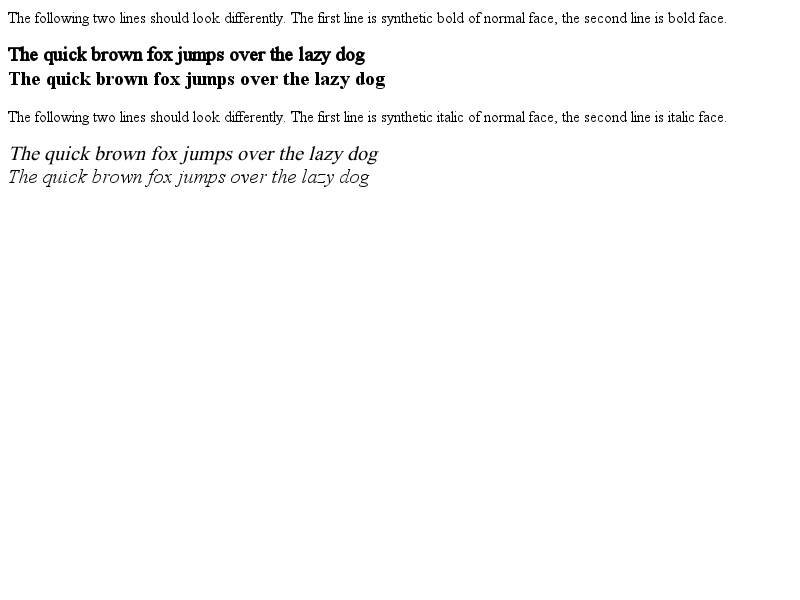 The following two lines should look differently. The first line is synthetic bold of normal face, the second line is bold face.
The quick brown fox jumps over the lazy dog
The quick brown fox jumps over the lazy dog
The following two lines should look differently. The first line is synthetic italic of normal face, the second line is italic face.
The quick brown fox jumps over the lazy dog
The quick brown fox jumps over the lazy dog